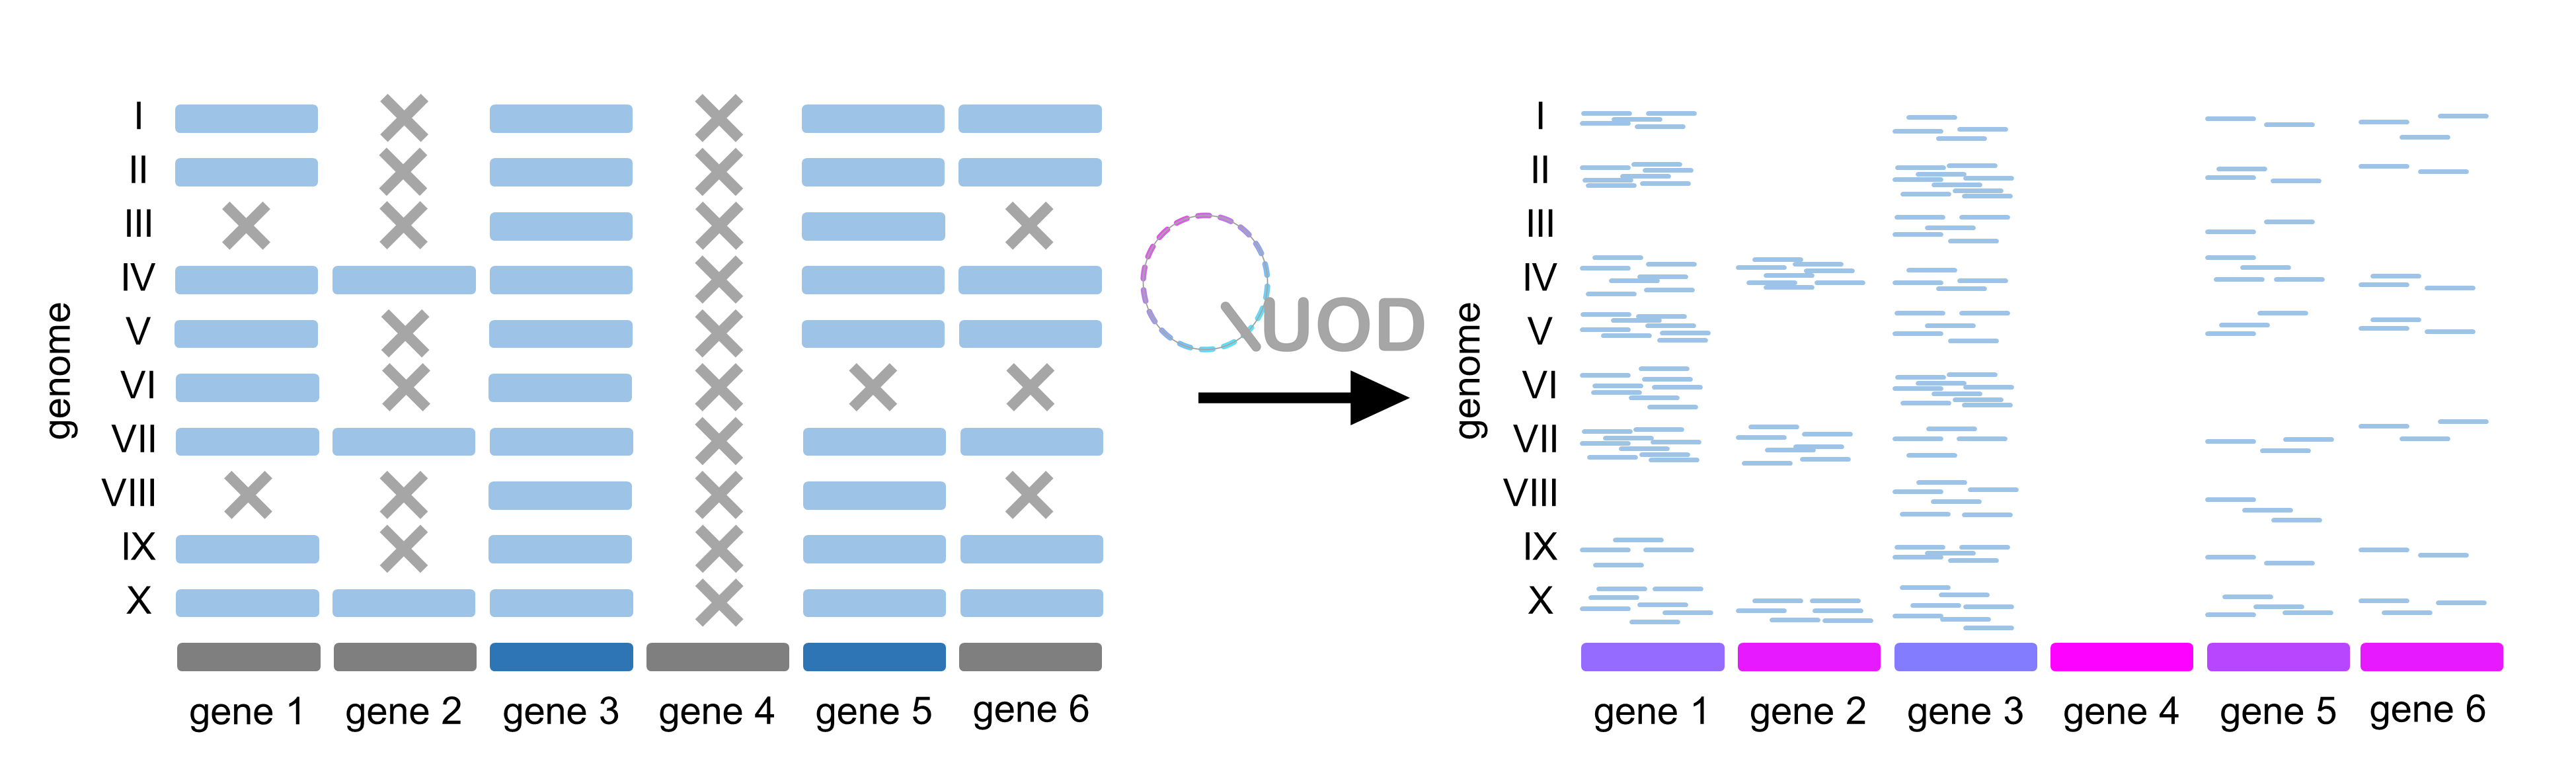 genome
I
II
III
IV
V
VI
VII
VIII
IX
X
gene 1
gene 2
gene 3
gene 4
gene 5
gene 6
QUOD
genome
I
II
III
IV
V
VI
VII
VIII
IX
X
gene 1
gene 2
gene 3
gene 4
gene 5
gene 6